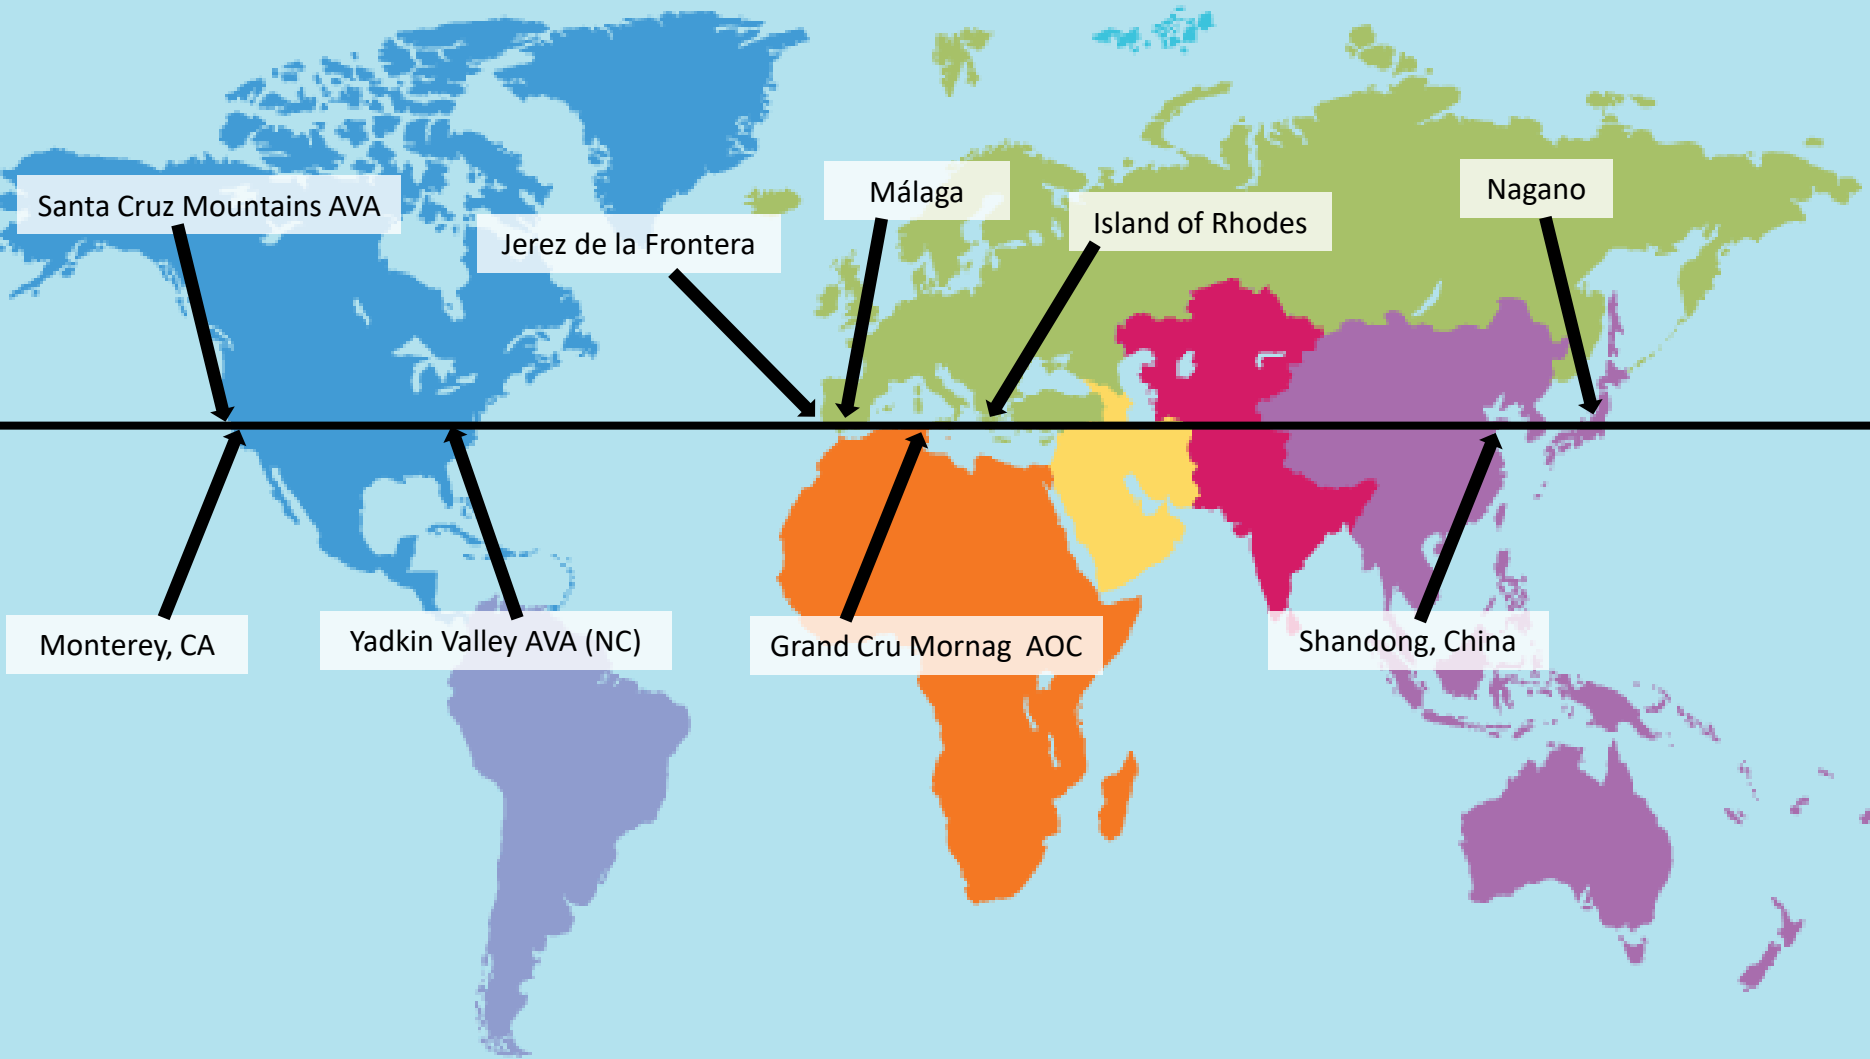 Málaga
Nagano
Santa Cruz Mountains AVA
Island of Rhodes
Jerez de la Frontera
Monterey, CA
Yadkin Valley AVA (NC)
Grand Cru Mornag  AOC
Shandong, China